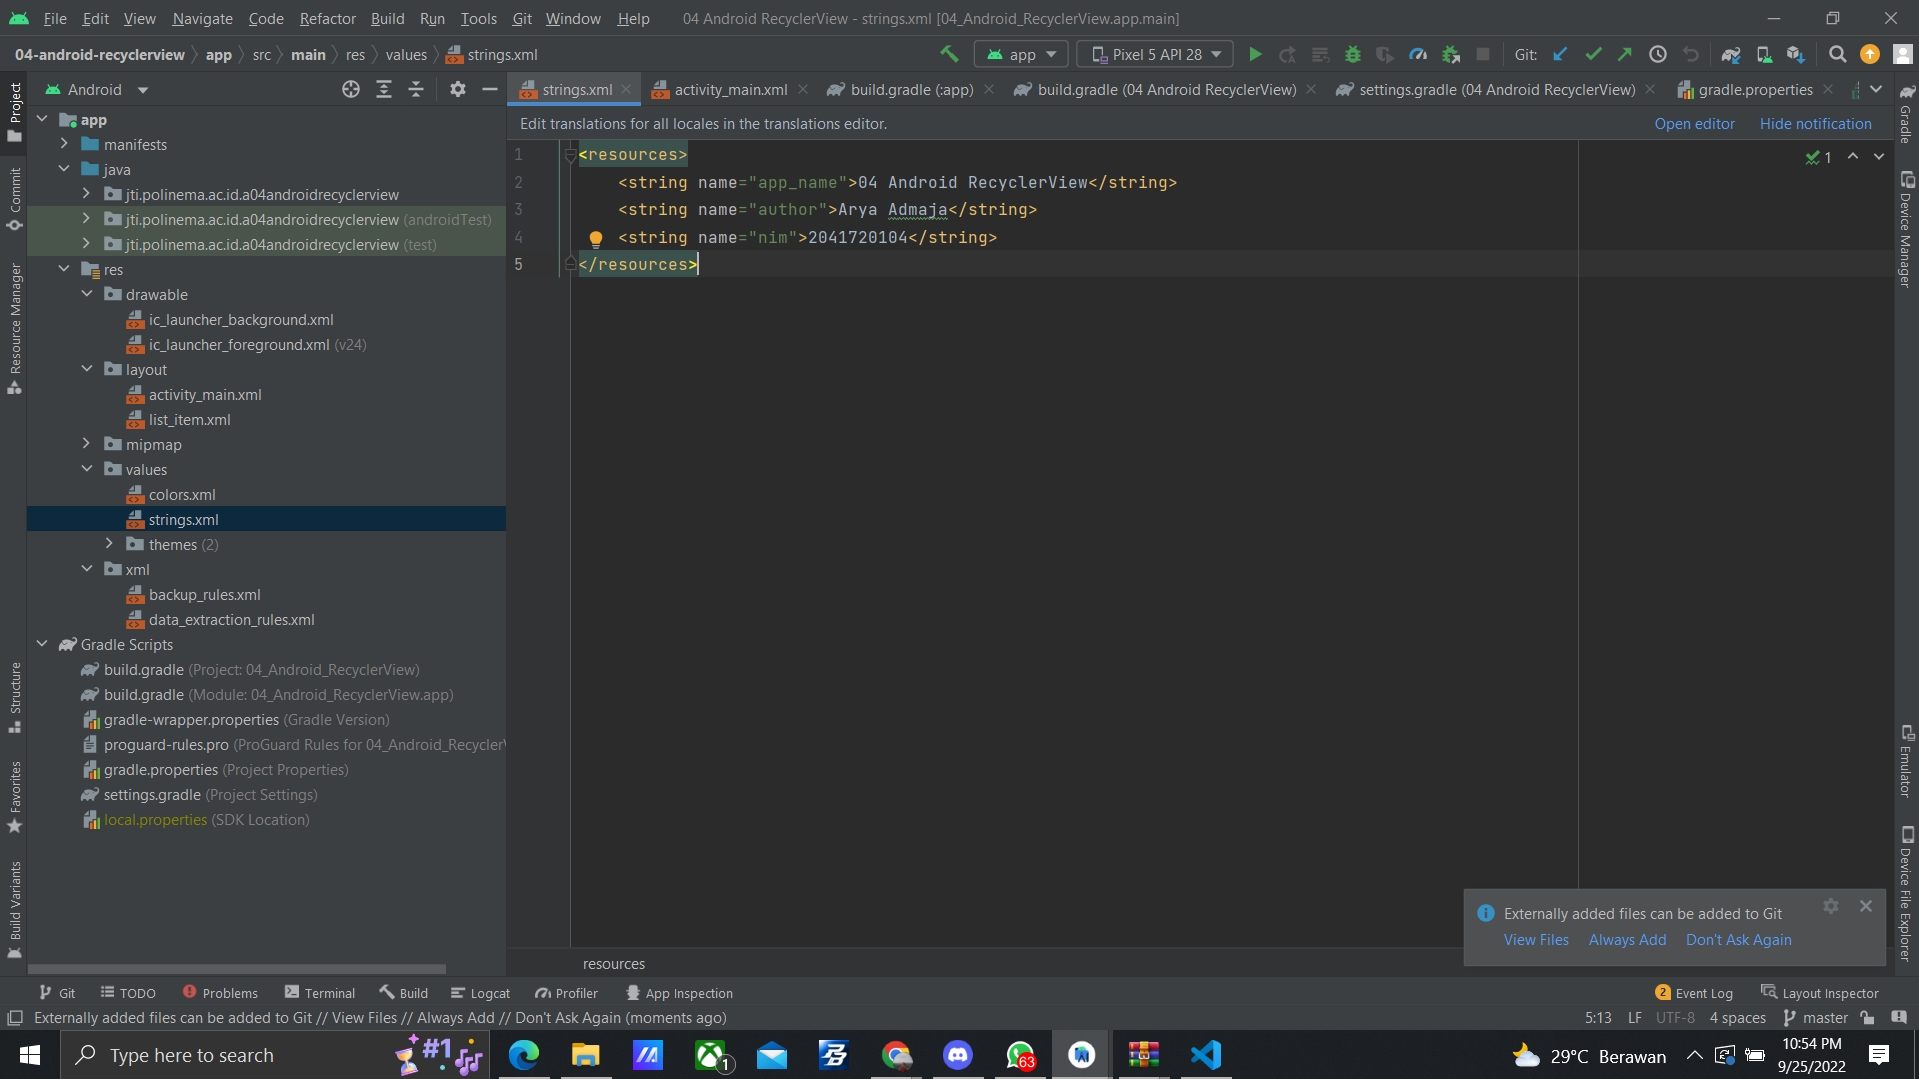 File Edit View Navigate Code Refactor Build Run Tools Git Window Help 04 Android RecyclerView - strings.xml [04_Android_RecyclerView.app.main]
04-android-recyclerview app src main res values strings.xml app Pixel 5 API 28 Git:
Android
strings.xml activity_main.xml build.gradle (:app) build.gradle (04 Android RecyclerView) settings.gradle (04 Android RecyclerView) gradle.properties
Edit translations for all locales in the translations editor. Open editor Hide notification
Project
Commit
Resource Manager
Structure
Favorites
Build Variants
app
manifests
java
jti.polinema.ac.id.a04androidrecyclerview
jti.polinema.ac.id.a04androidrecyclerview (androidTest)
jti.polinema.ac.id.a04androidrecyclerview (test)
res
drawable
ic_launcher_background.xml
ic_launcher_foreground.xml (v24)
layout
activity_main.xml
list_item.xml
mipmap
values
colors.xml
strings.xml
themes (2)
xml
backup_rules.xml
data_extraction_rules.xml
Gradle Scripts
build.gradle (Project: 04_Android_RecyclerView)
build.gradle (Module: 04_Android_RecyclerView.app)
gradle-wrapper.properties (Gradle Version)
proguard-rules.pro (ProGuard Rules for 04_Android_Recycler
gradle.properties (Project Properties)
settings.gradle (Project Settings)
local.properties (SDK Location)
1 <resources>
2 <string name="app_name">04 Android RecyclerView</string>
3 <string name="author">Arya Admaja</string>
4 <string name="nim">2041720104</string>
5 </resources>
1
Gradle
Device Manager
Emulator
Device File Explorer
Externally added files can be added to Git
View Files Always Add Don't Ask Again
resources
Git TODO Problems Terminal Build Logcat Profiler App Inspection 2 Event Log Layout Inspector
Externally added files can be added to Git // View Files // Always Add // Don't Ask Again (moments ago) 5:13 LF UTF-8 4 spaces master
Type here to search #1 1 63 29°C Berawan 10:54 PM
9/25/2022